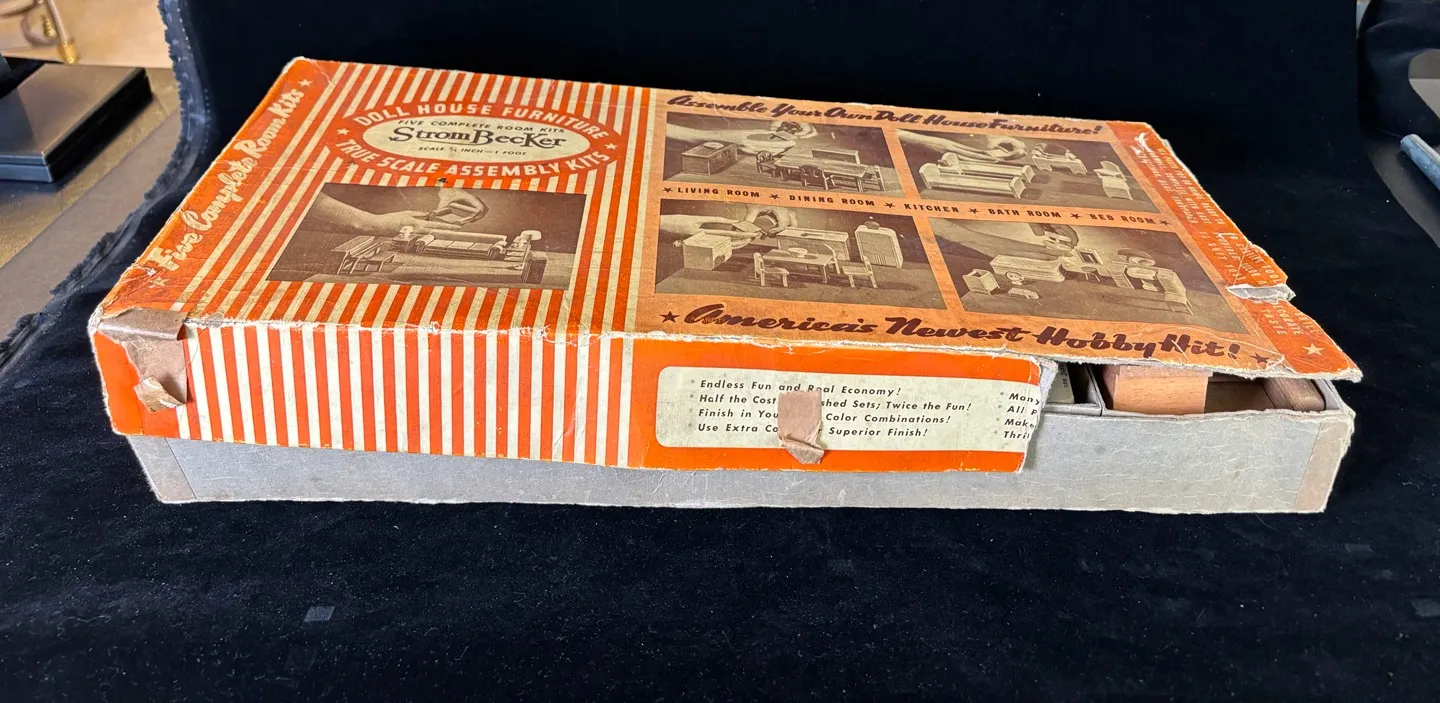 Five Complete Room Kits
DOLL HOUSE FURNITURE
FIVE COMPLETE ROOM KITS
StromBecKer
SCALE ¾ INCH = 1 FOOT
TRUE SCALE ASSEMBLY KITS
Assemble Your Own Doll House Furniture!
LIVING ROOM ★ DINING ROOM ★ KITCHEN ★ BATH ROOM ★ BED ROOM
America's Newest Hobby Hit!
Endless Fun and Real Economy!
Half the Cost shed Sets; Twice the Fun!
Finish in You Color Combinations!
Use Extra Co Superior Finish!
Many
All p
Make
Thri